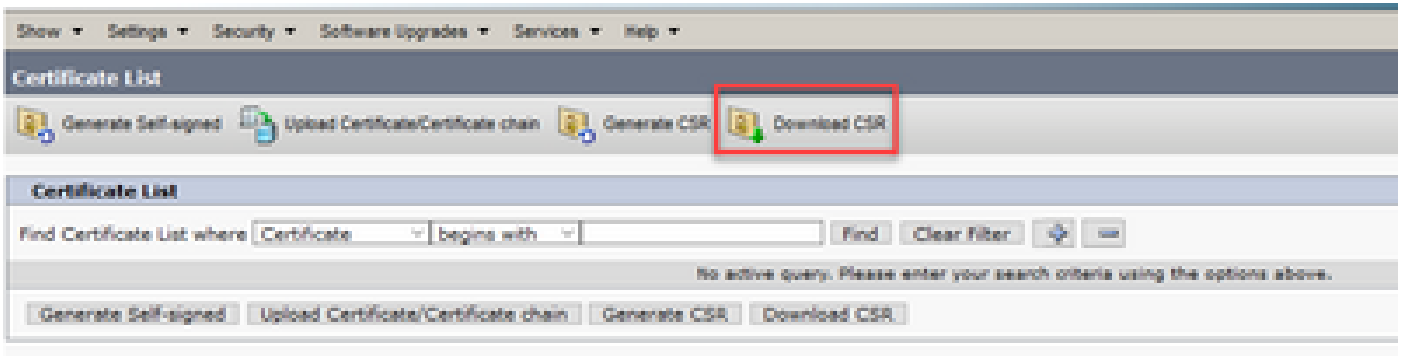 Show Settings Security Software Upgrades Services Help
Certificate List
Generate Self-signed Upload Certificate/Certificate chain Generate CSR Download CSR
Certificate List
Find Certificate List where Certificate begins with Find Clear Filter
No active query. Please enter your search criteria using the options above.
Generate Self-signed Upload Certificate/Certificate chain Generate CSR Download CSR